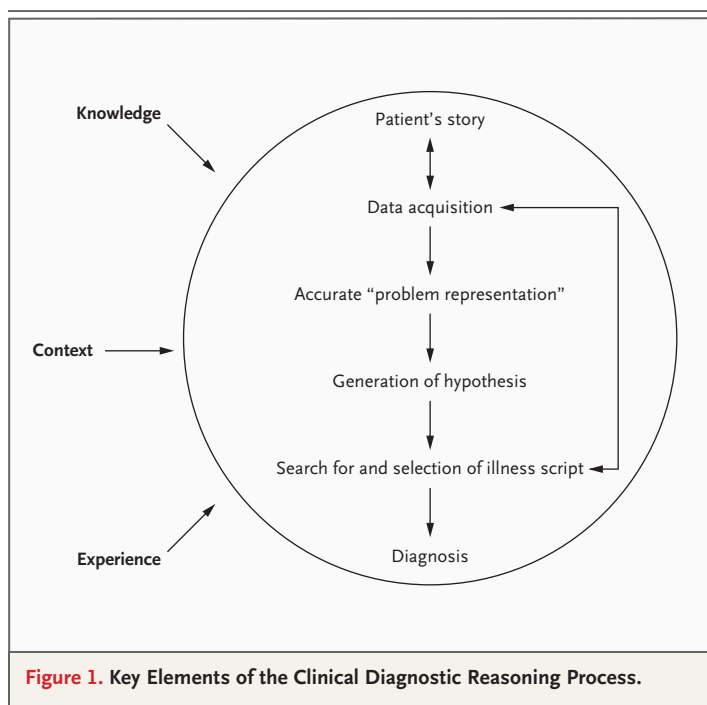 Knowledge
Patient’s story
Data acquisition
Accurate “problem representation”
Context
Generation of hypothesis
Search for and selection of illness script
Experience
Diagnosis
Figure 1. Key Elements of the Clinical Diagnostic Reasoning Process.